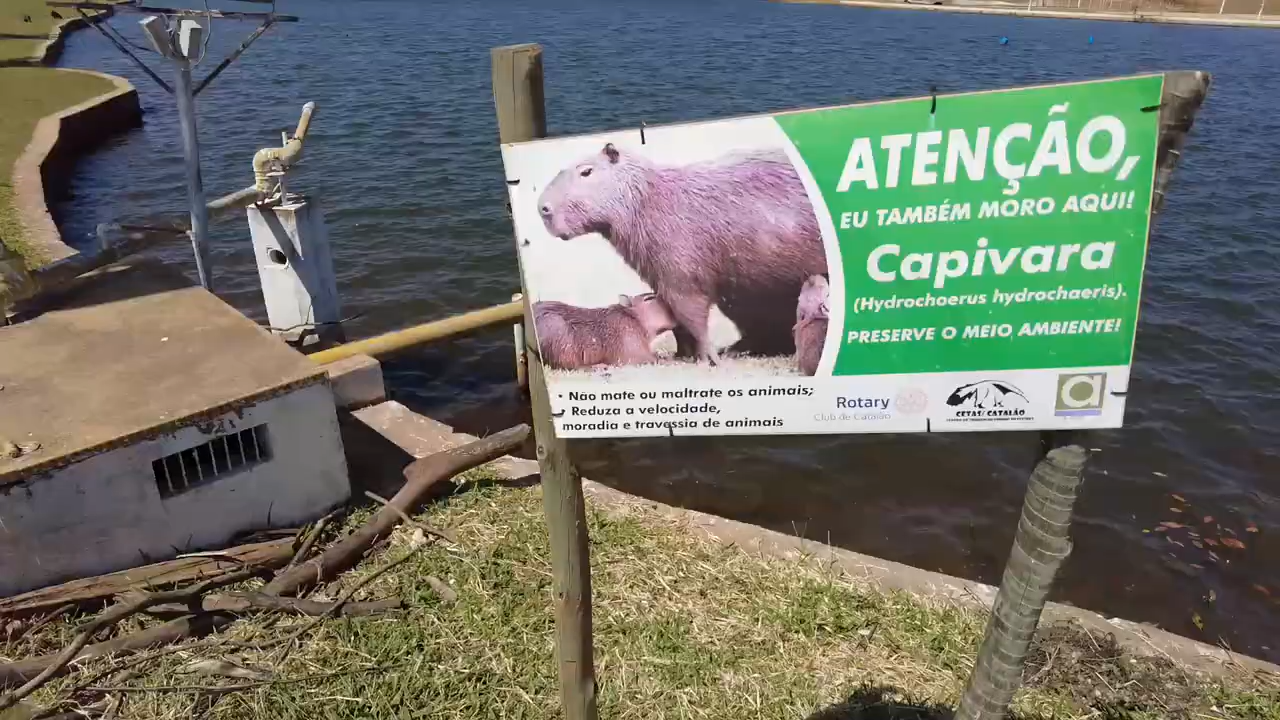 ATENÇÃO,
EU TAMBÉM MORO AQUI!
Capivara
(Hydrochoerus hydrochaeris).
PRESERVE O MEIO AMBIENTE!
• Não mate ou maltrate os animais;
• Reduza a velocidade,
moradia e travessia de animais
Rotary
Club de Catalão
CETAS CATALÃO
a